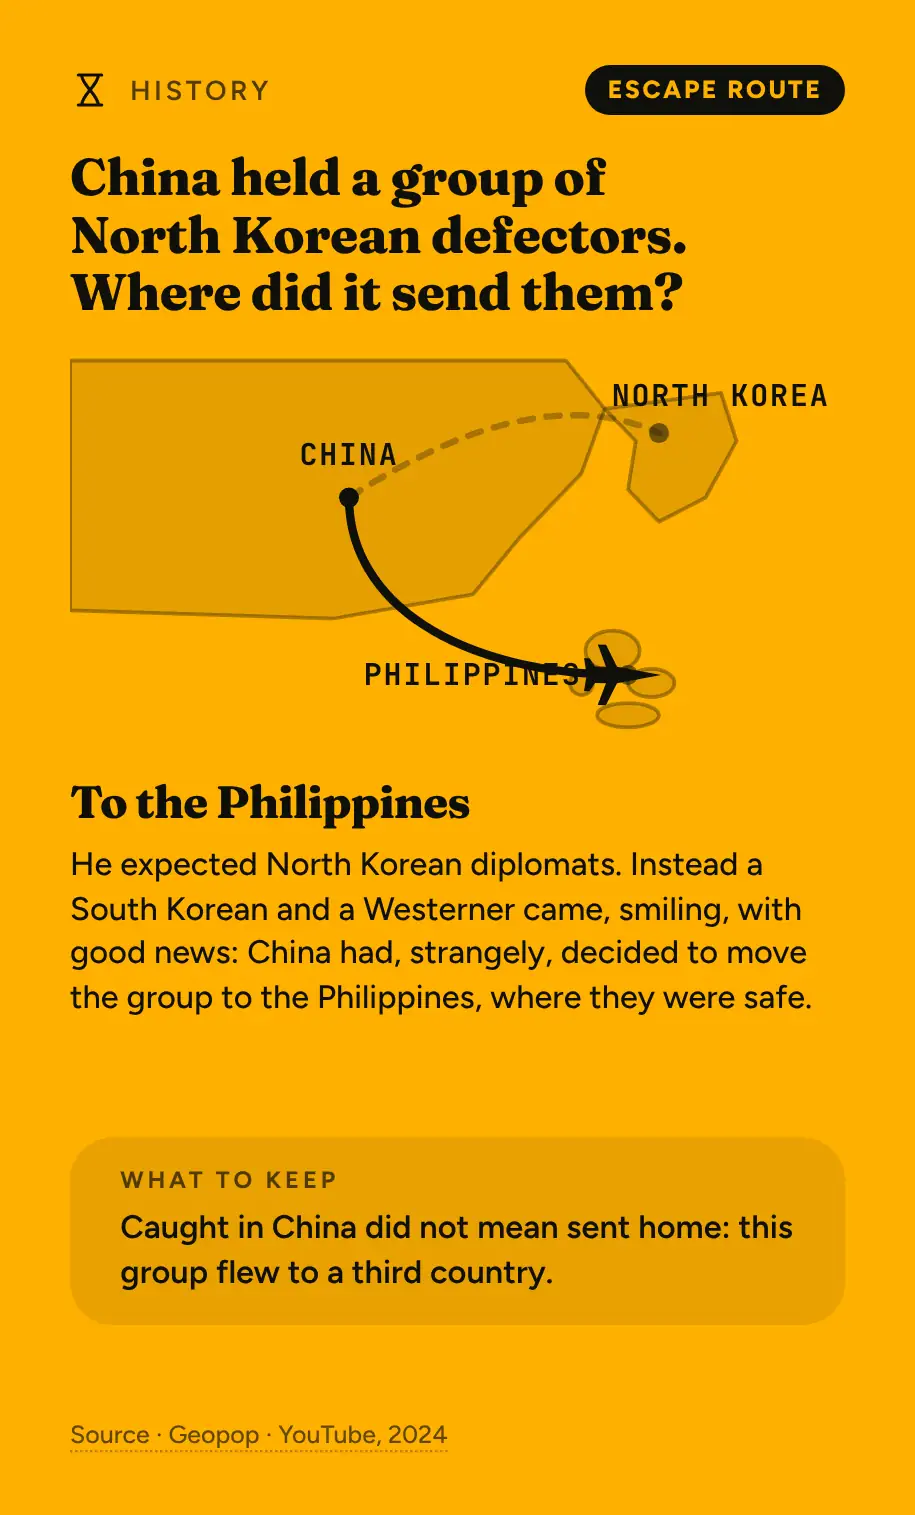 HISTORY
ESCAPE ROUTE
China held a group of
North Korean defectors.
Where did it send them?
NORTH KOREA
CHINA
PHILIPPINES
To the Philippines
He expected North Korean diplomats. Instead a
South Korean and a Westerner came, smiling, with
good news: China had, strangely, decided to move
the group to the Philippines, where they were safe.
WHAT TO KEEP
Caught in China did not mean sent home: this
group flew to a third country.
Source · Geopop · YouTube, 2024